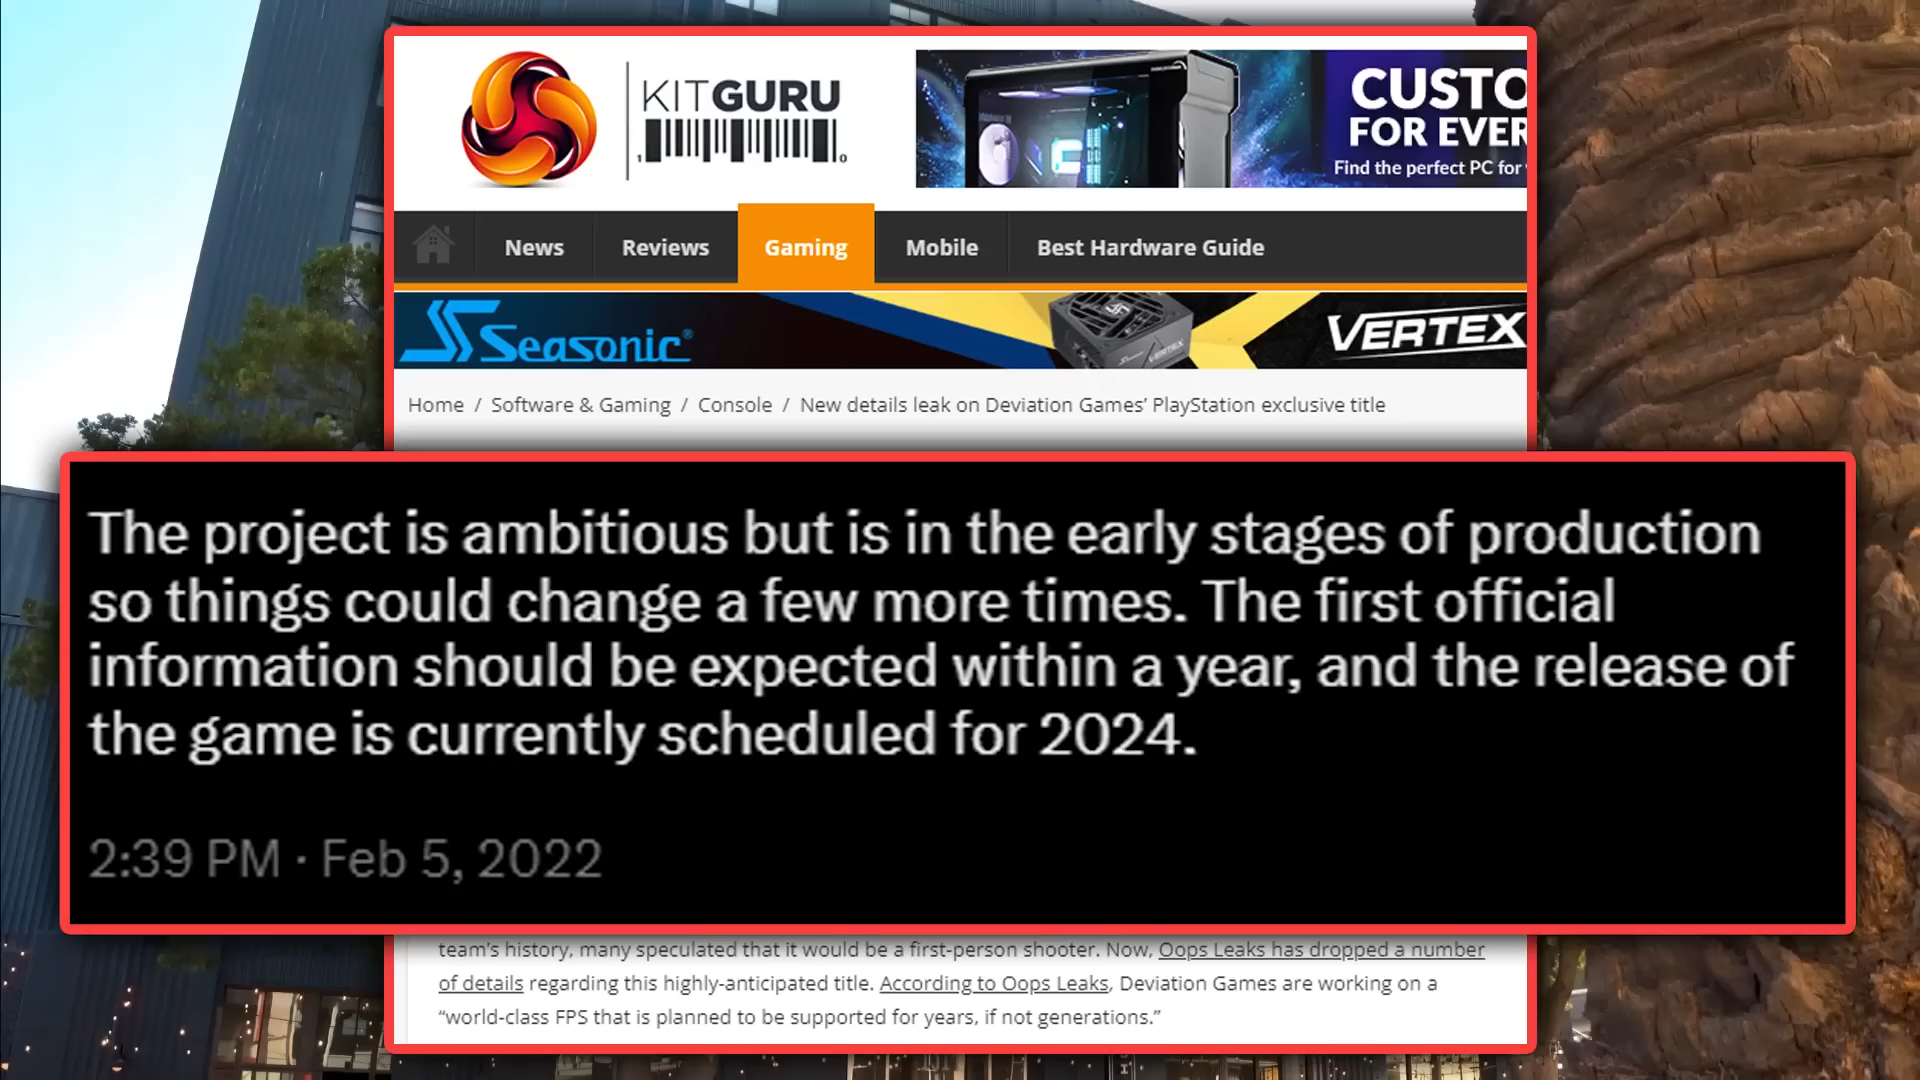 KITGURU
1 0
CUSTO
FOR EVER
Find the perfect PC for
News Reviews Gaming Mobile Best Hardware Guide
Seasonic® VERTEX
Home / Software & Gaming / Console / New details leak on Deviation Games’ PlayStation exclusive title
The project is ambitious but is in the early stages of production
so things could change a few more times. The first official
information should be expected within a year, and the release of
the game is currently scheduled for 2024.
2:39 PM · Feb 5, 2022
team’s history, many speculated that it would be a first-person shooter. Now, Oops Leaks has dropped a number
of details regarding this highly-anticipated title. According to Oops Leaks, Deviation Games are working on a
“world-class FPS that is planned to be supported for years, if not generations.”